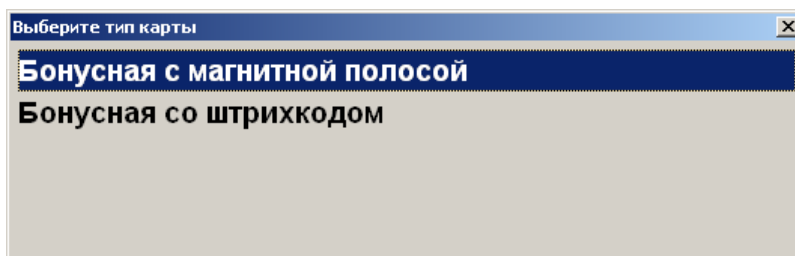 Выберите тип карты
Бонусная с магнитной полосой
Бонусная со штрихкодом